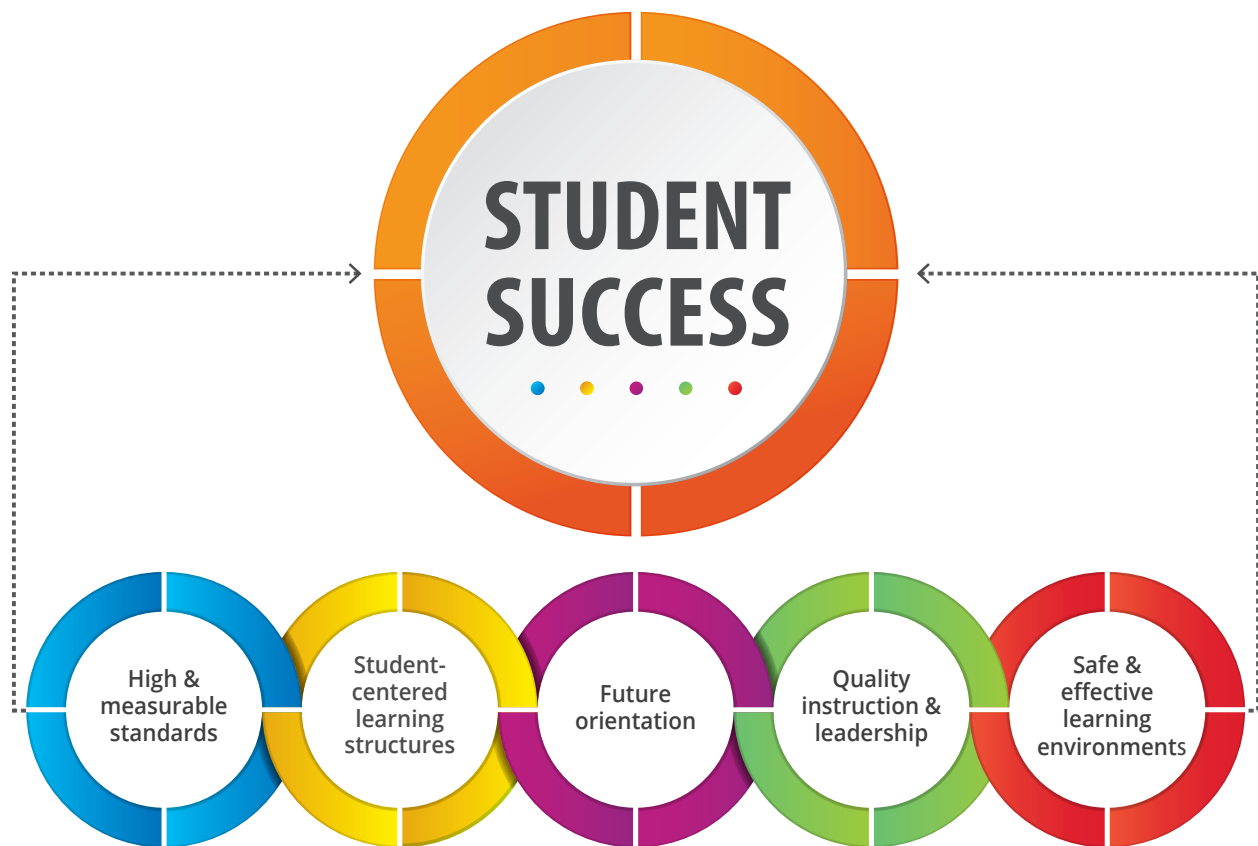 STUDENT
SUCCESS
High &
measurable
standards
Student-
centered
learning
structures
Future
orientation
Quality
instruction &
leadership
Safe &
effective
learning
environments